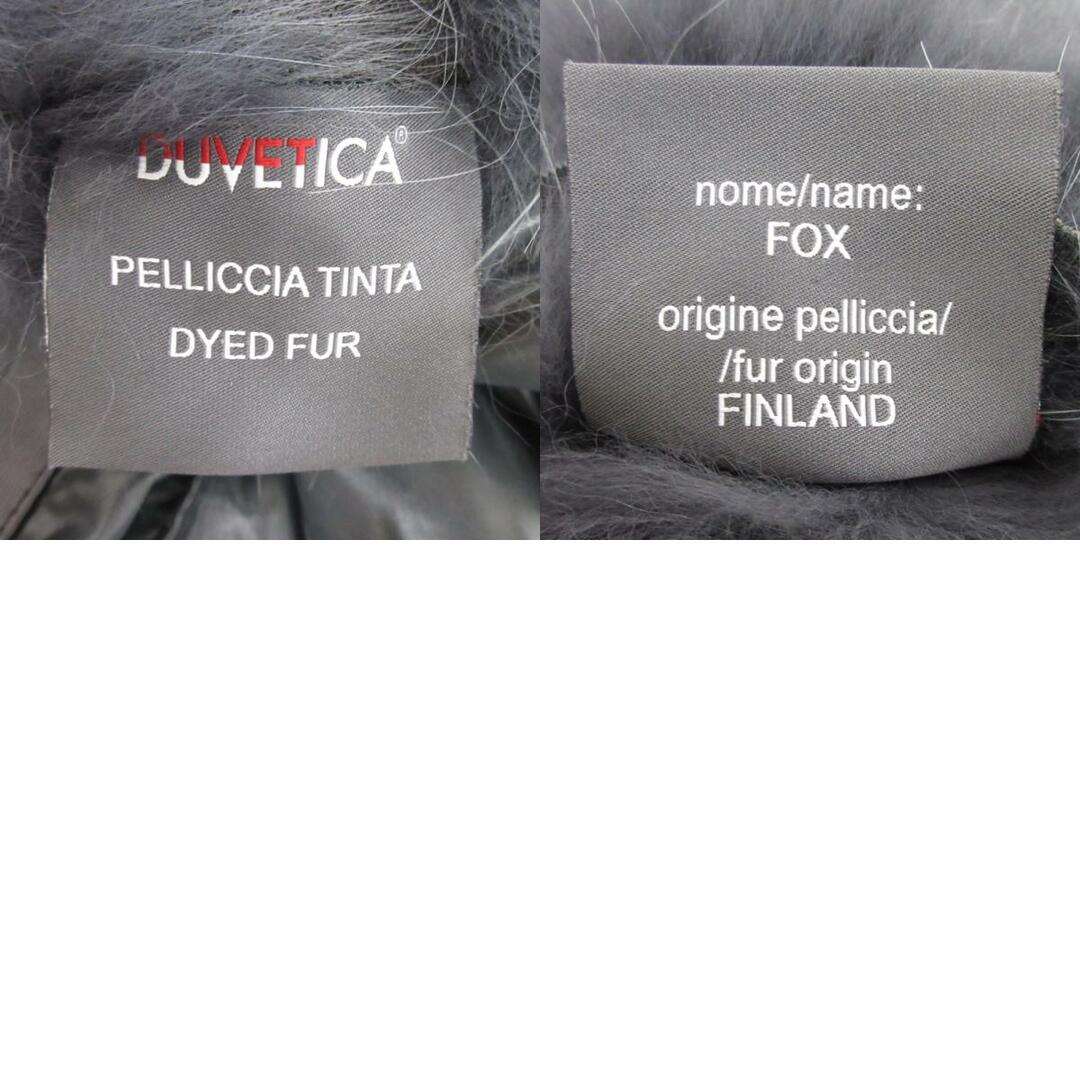 DUVETICA®
PELLICCIA TINTA
DYED FUR
nome/name:
FOX
origine pelliccia/
/fur origin
FINLAND